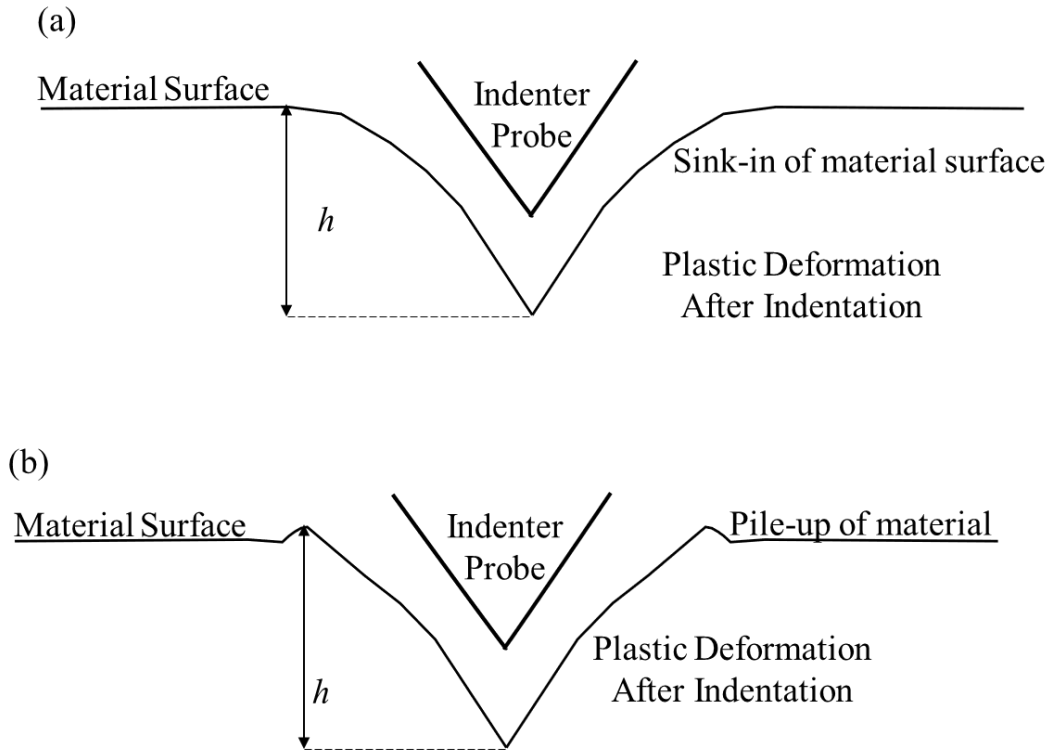 (a)
Material Surface
Indenter
Probe
Sink-in of material surface
h
Plastic Deformation
After Indentation
(b)
Material Surface
Indenter
Probe
Pile-up of material
Plastic Deformation
After Indentation
h